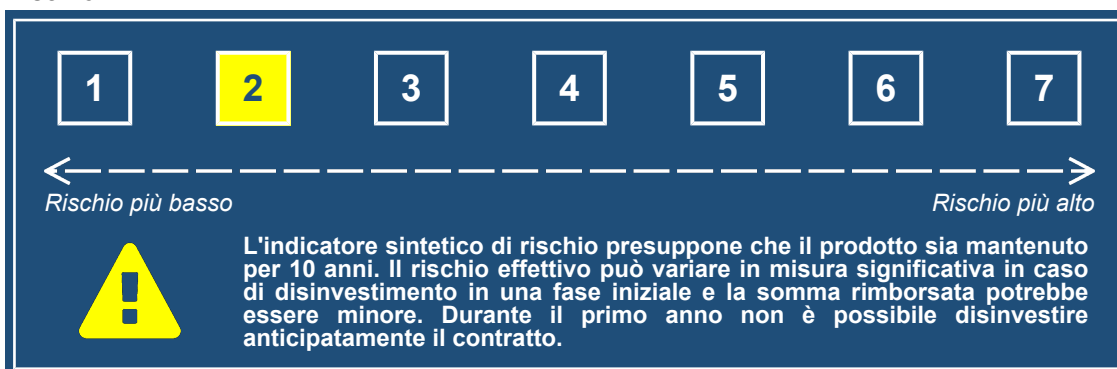 1 2 3 4 5 6 7
Rischio più basso Rischio più alto
L'indicatore sintetico di rischio presuppone che il prodotto sia mantenuto
per 10 anni. Il rischio effettivo può variare in misura significativa in caso
di disinvestimento in una fase iniziale e la somma rimborsata potrebbe
essere minore. Durante il primo anno non è possibile disinvestire
anticipatamente il contratto.